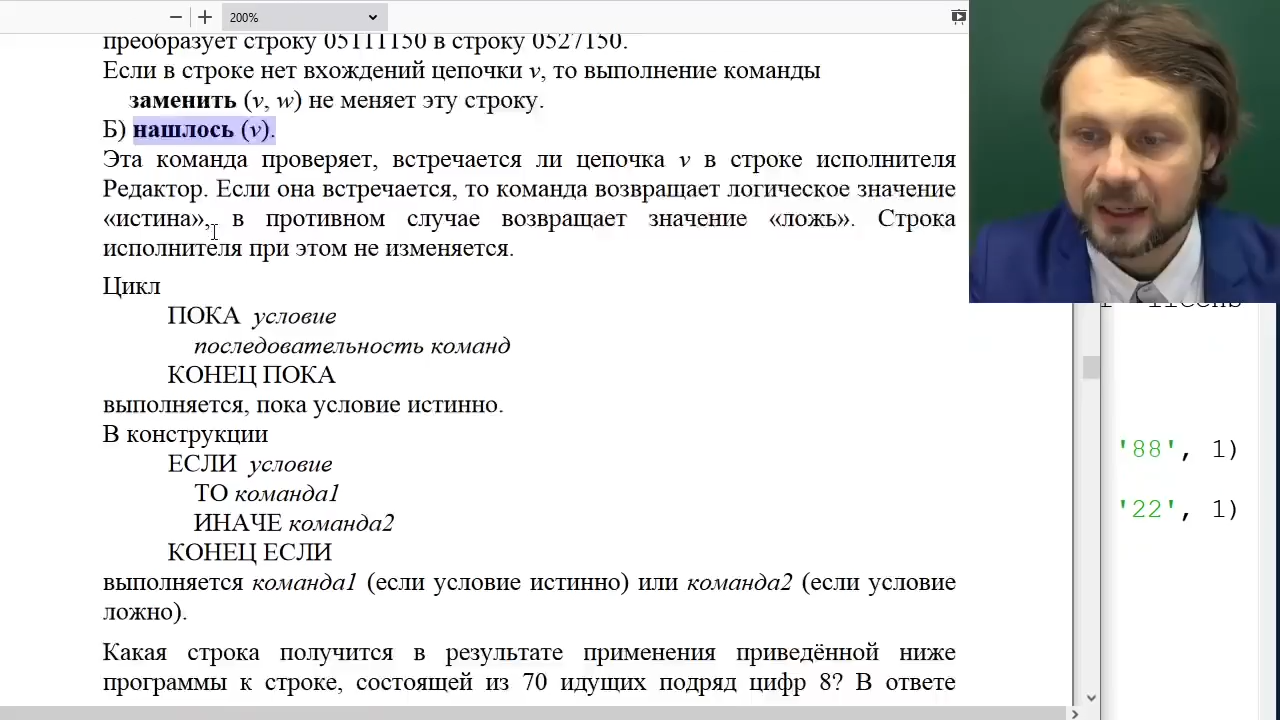 200%
преобразует строку 05111150 в строку 0527150.
Если в строке нет вхождений цепочки v, то выполнение команды
заменить (v, w) не меняет эту строку.
Б) нашлось (v).
Эта команда проверяет, встречается ли цепочка v в строке исполнителя
Редактор. Если она встречается, то команда возвращает логическое значение
«истина», в противном случае возвращает значение «ложь». Строка
исполнителя при этом не изменяется.
Цикл
ПОКА условие
последовательность команд
КОНЕЦ ПОКА
выполняется, пока условие истинно.
В конструкции
ЕСЛИ условие
ТО команда1
ИНАЧЕ команда2
КОНЕЦ ЕСЛИ
выполняется команда1 (если условие истинно) или команда2 (если условие
ложно).
Какая строка получится в результате применения приведённой ниже
программы к строке, состоящей из 70 идущих подряд цифр 8? В ответе
'88', 1)
'22', 1)